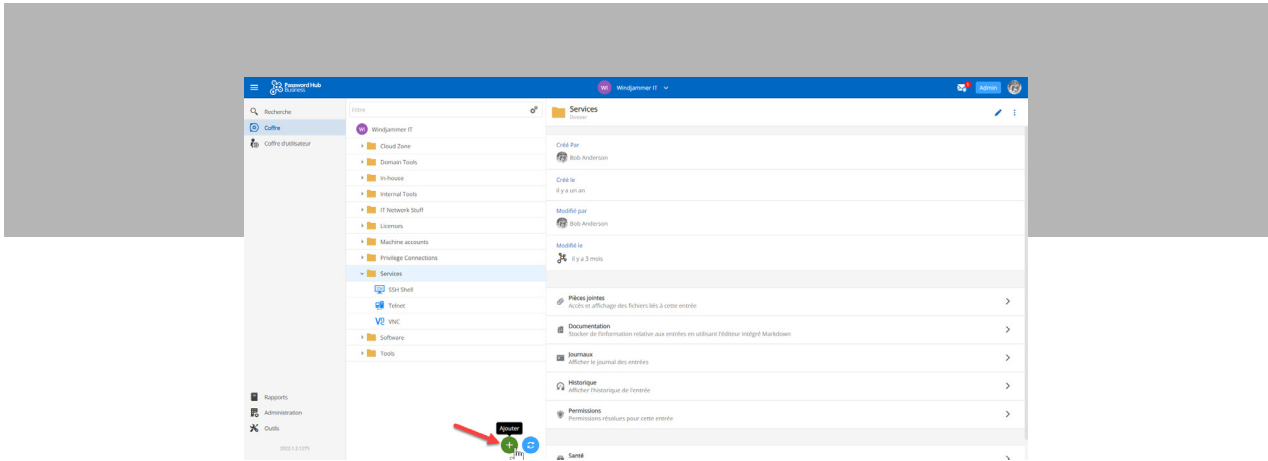 Password Hub
Business
WI
Windjammer IT
1
Admin
Recherche
Coffre
Coffre d'utilisateur
Rapports
Administration
Outils
Filtre
WI
Windjammer IT
Cloud Zone
Domain Tools
In-house
Internal Tools
IT Network Stuff
Licenses
Machine accounts
Privilege Connections
Services
SSH Shell
Telnet
VNC
Software
Tools
Ajouter
Services
Dossier
Créé Par
Bob Anderson
Créé le
il y a un an
Modifié par
Bob Anderson
Modifié le
il y a 3 mois
Pièces jointes
Accès et affichage des fichiers liés à cette entrée
Documentation
Stocker de l'information relative aux entrées en utilisant l'éditeur intégré Markdown
Journaux
Afficher le journal des entrées
Historique
Afficher l'historique de l'entrée
Permissions
Permissions résolues pour cette entrée
Santé